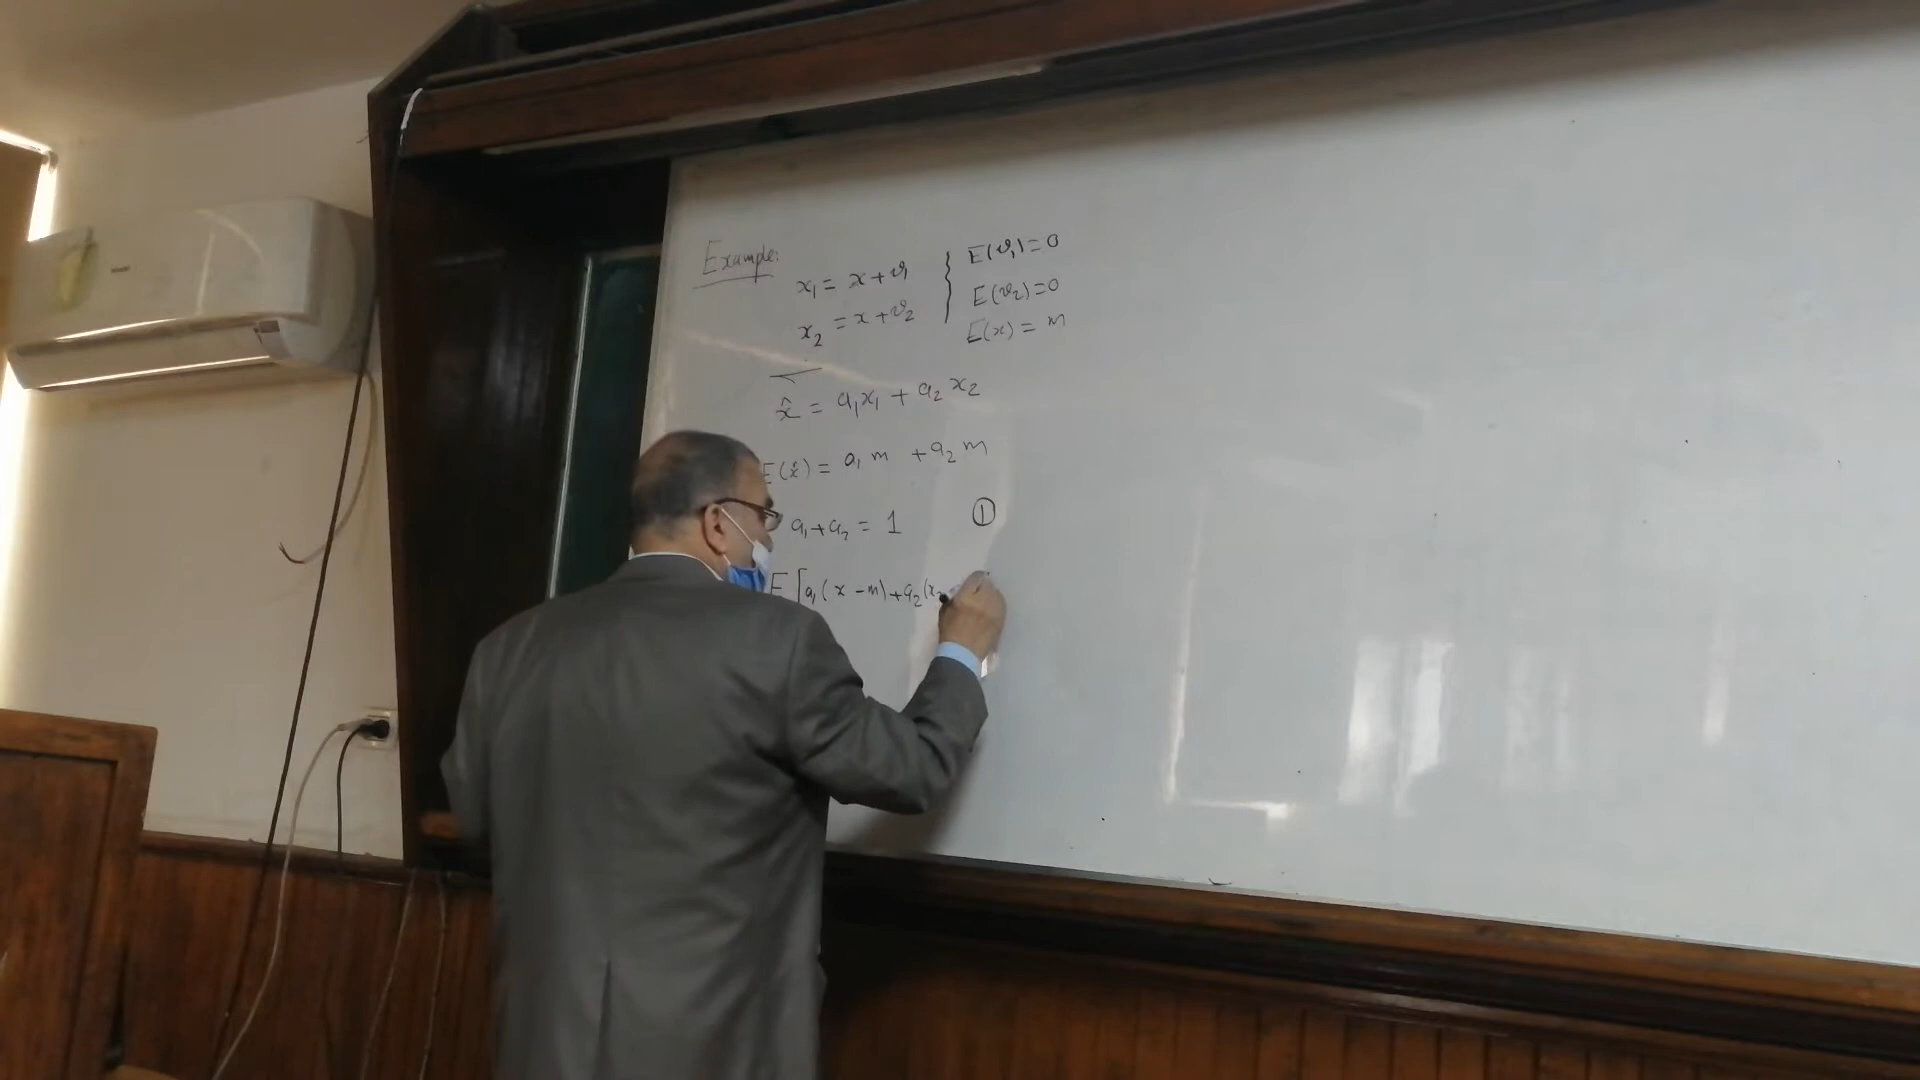 Example:
x₁ = x + v₁
x₂ = x + v₂
E(v₁) = 0
E(v₂) = 0
E(x) = m
x̂ = a₁x₁ + a₂x₂
E(x̂) = a₁m + a₂m
a₁ + a₂ = 1 ①
E[a₁(x - m) + a₂(x₂